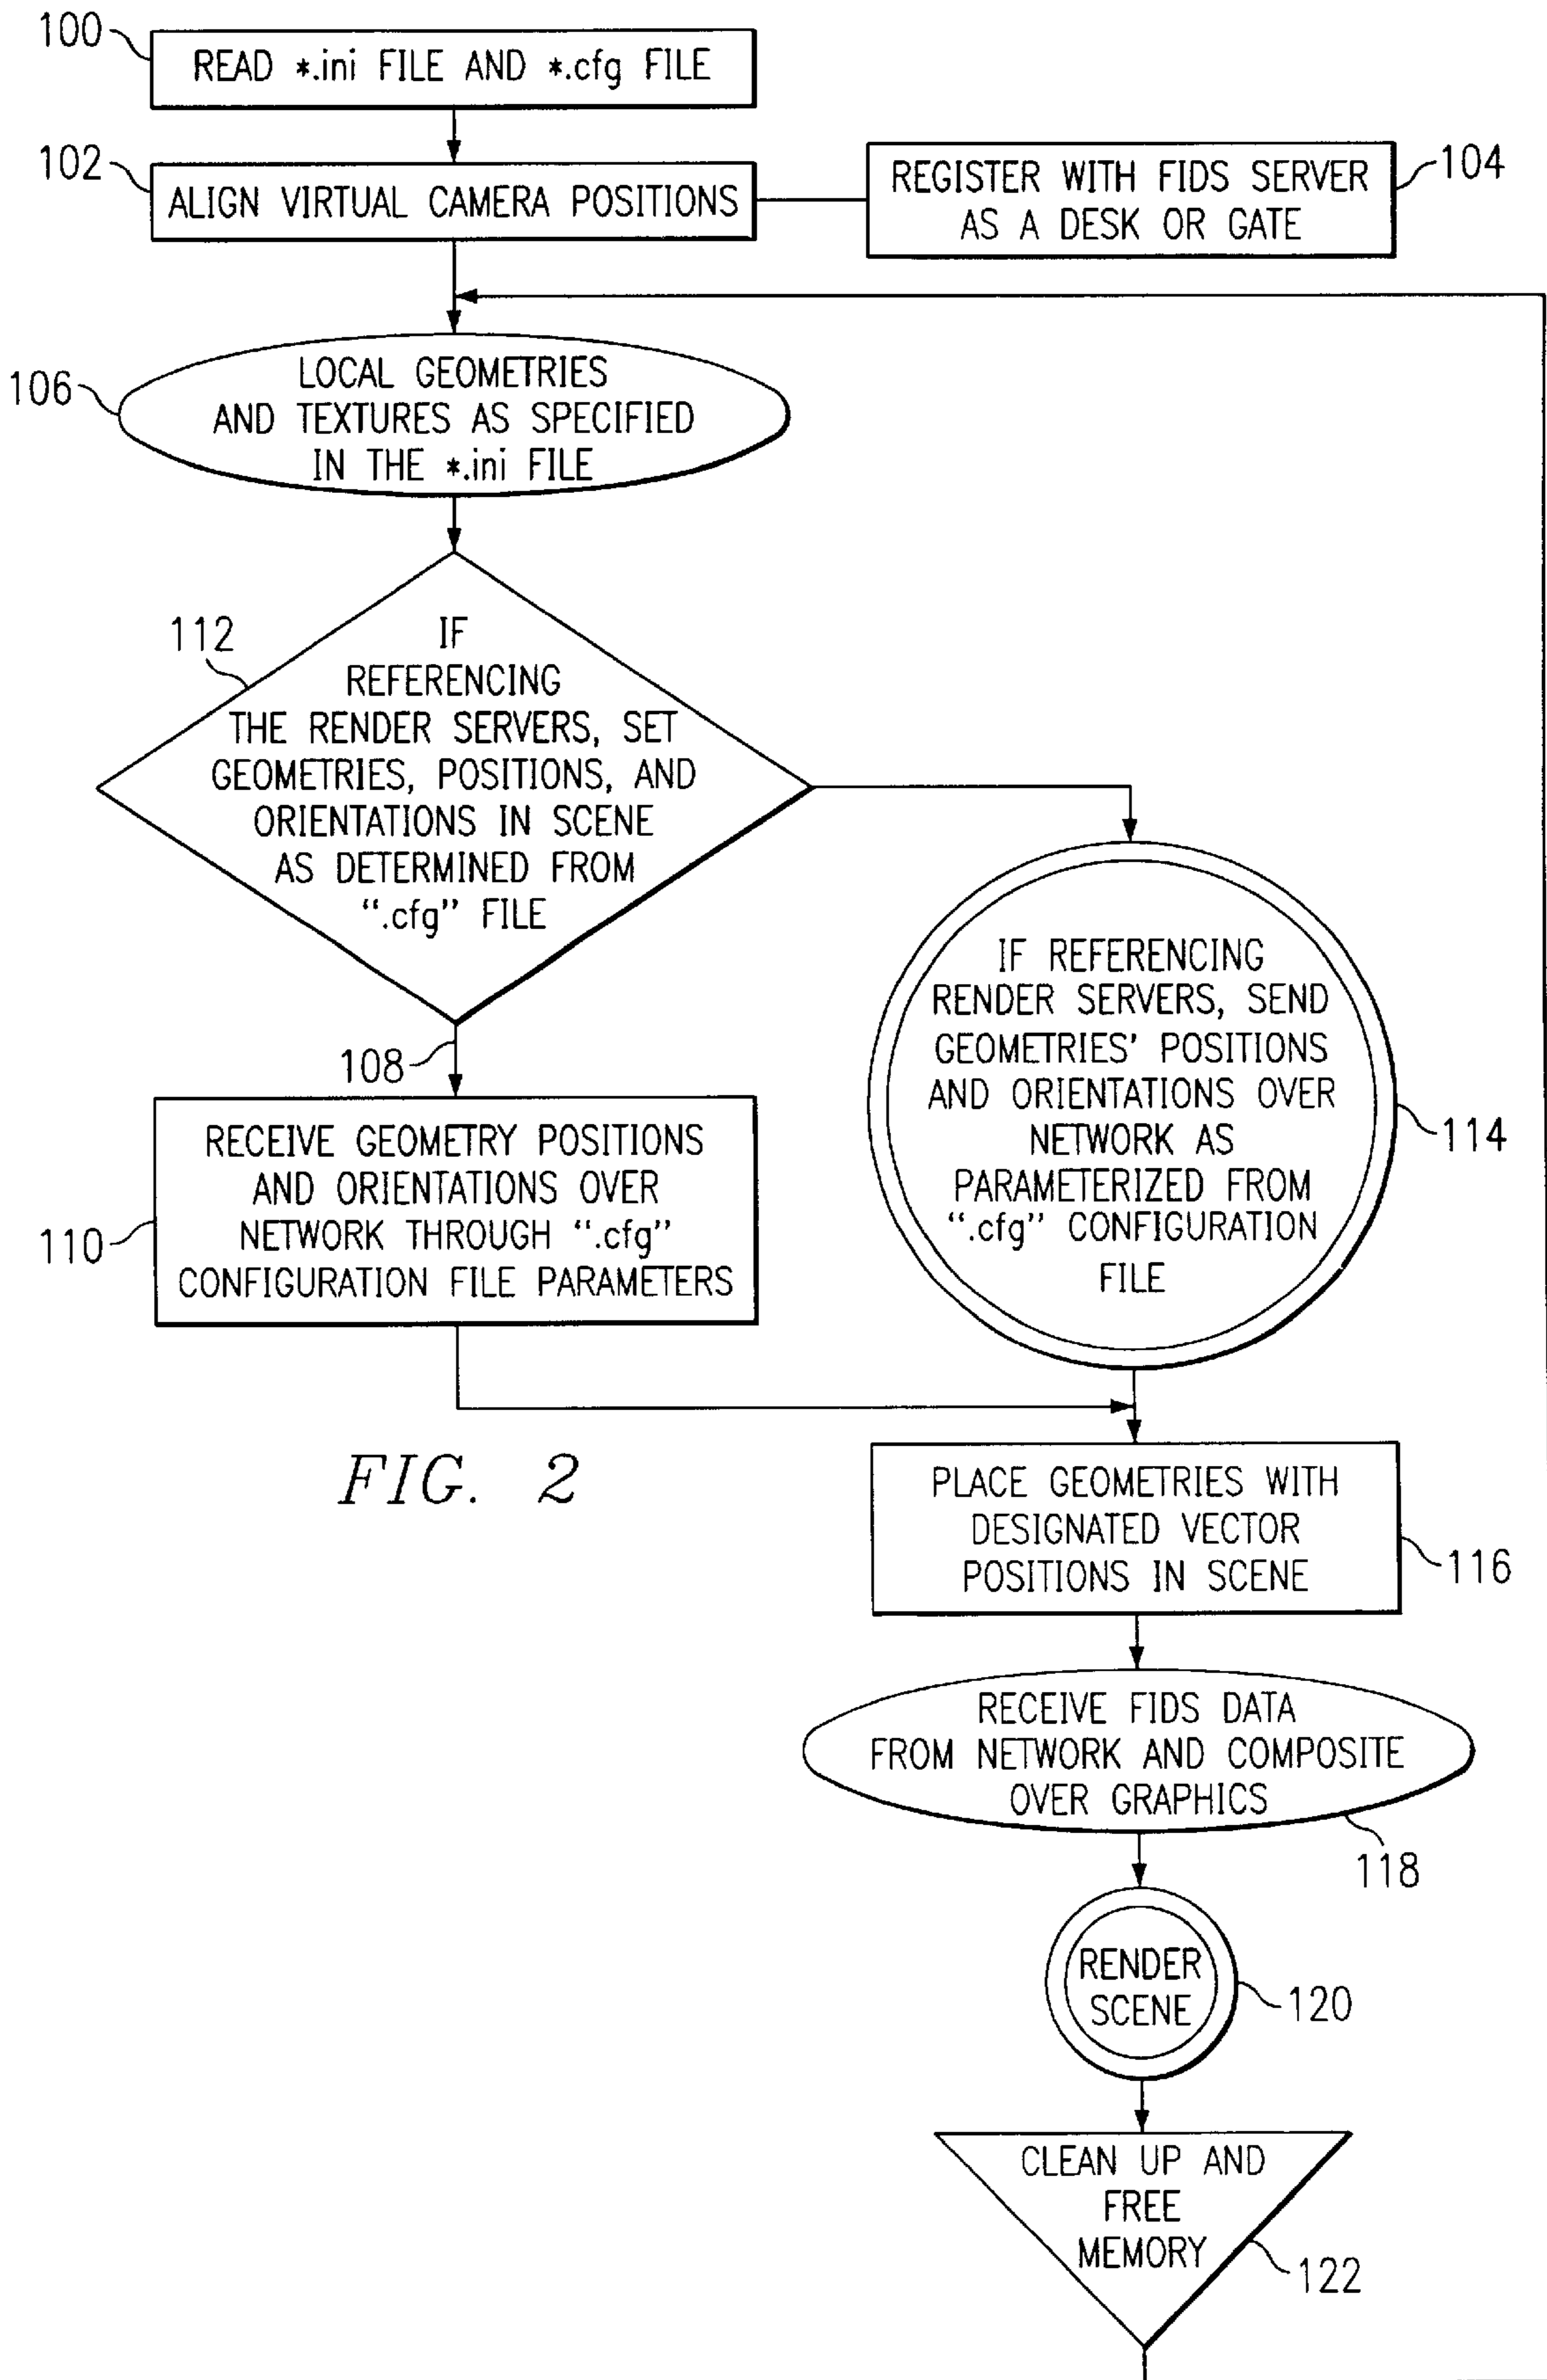 100
READ *.ini FILE AND *.cfg FILE
102
ALIGN VIRTUAL CAMERA POSITIONS
REGISTER WITH FIDS SERVER
AS A DESK OR GATE
104
106
LOCAL GEOMETRIES
AND TEXTURES AS SPECIFIED
IN THE *.ini FILE
112
IF
REFERENCING
THE RENDER SERVERS, SET
GEOMETRIES, POSITIONS, AND
ORIENTATIONS IN SCENE
AS DETERMINED FROM
“.cfg” FILE
108
IF REFERENCING
RENDER SERVERS, SEND
GEOMETRIES’ POSITIONS
AND ORIENTATIONS OVER
NETWORK AS
PARAMETERIZED FROM
“.cfg” CONFIGURATION
FILE
114
110
RECEIVE GEOMETRY POSITIONS
AND ORIENTATIONS OVER
NETWORK THROUGH “.cfg”
CONFIGURATION FILE PARAMETERS
FIG. 2
PLACE GEOMETRIES WITH
DESIGNATED VECTOR
POSITIONS IN SCENE
116
RECEIVE FIDS DATA
FROM NETWORK AND COMPOSITE
OVER GRAPHICS
118
RENDER
SCENE
120
CLEAN UP AND
FREE
MEMORY
122